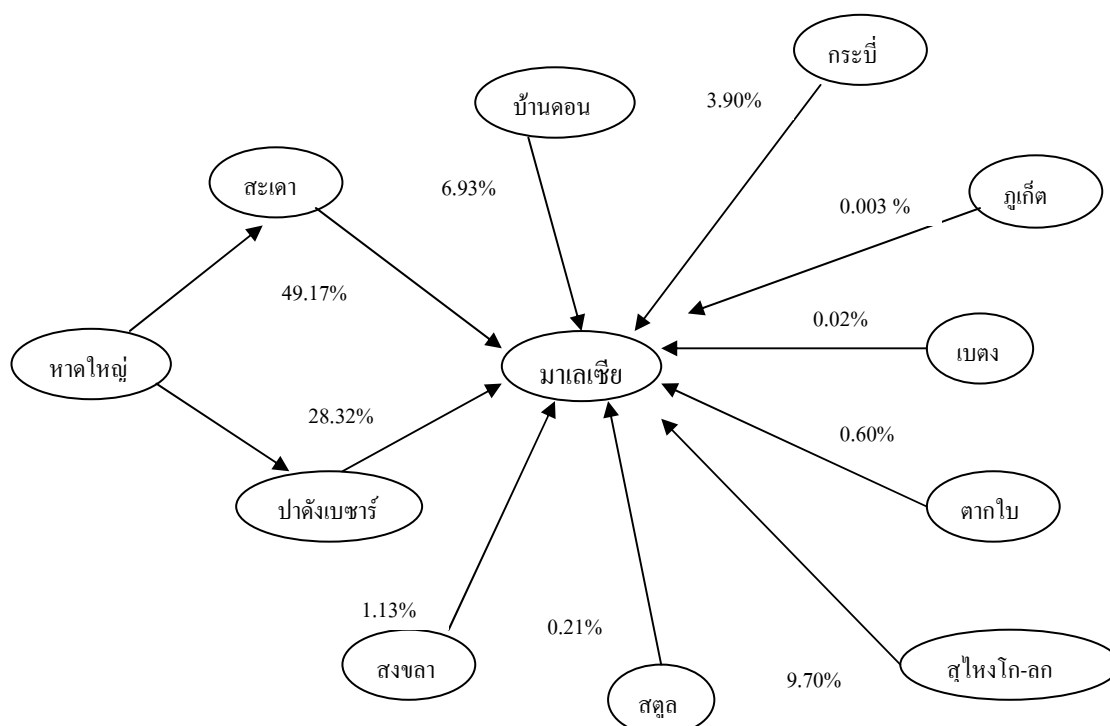 กระบี่
บ้านดอน
3.90%
สะเดา
6.93%
ภูเก็ต
0.003 %
49.17%
0.02%
เบตง
หาดใหญ่
มาเลเซีย
28.32%
0.60%
ปาดังเบซาร์
ตากใบ
1.13%
0.21%
สงขลา
สุไหงโก-ลก
9.70%
สตูล